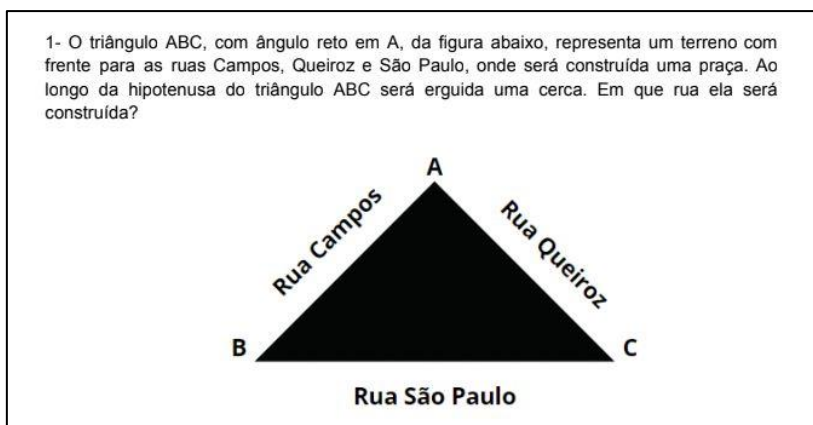 1- O triângulo ABC, com ângulo reto em A, da figura abaixo, representa um terreno com
frente para as ruas Campos, Queiroz e São Paulo, onde será construída uma praça. Ao
longo da hipotenusa do triângulo ABC será erguida uma cerca. Em que rua ela será
construída?
A
Rua Campos
Rua Queiroz
B
C
Rua São Paulo